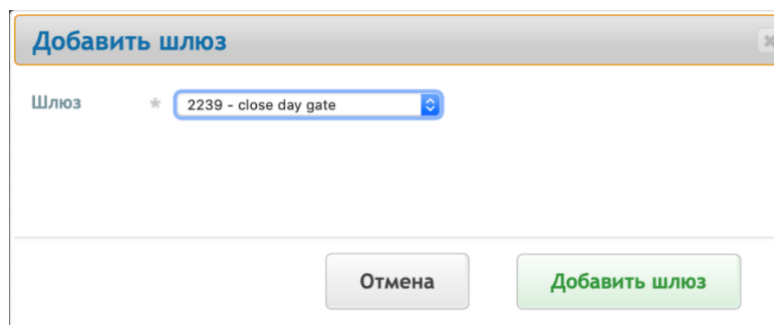 Добавить шлюз
Шлюз * 2239 - close day gate
Отмена Добавить шлюз